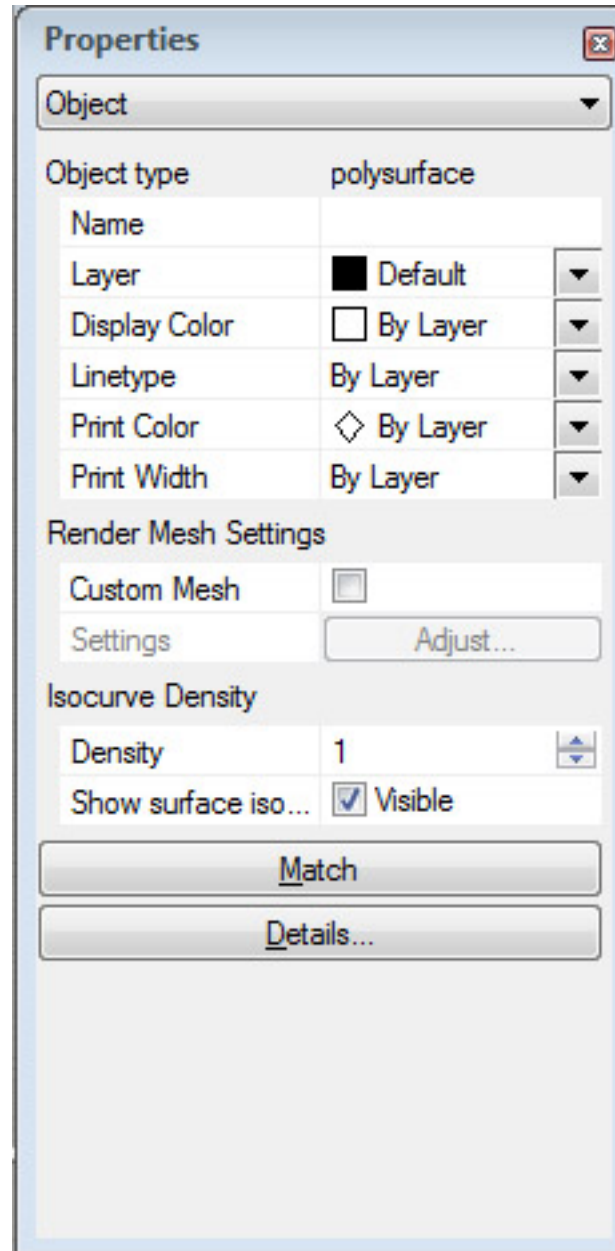 Properties
Object
Object type polysurface
Name
Layer Default
Display Color By Layer
Linetype By Layer
Print Color By Layer
Print Width By Layer
Render Mesh Settings
Custom Mesh
Settings Adjust...
Isocurve Density
Density 1
Show surface iso... Visible
Match
Details...